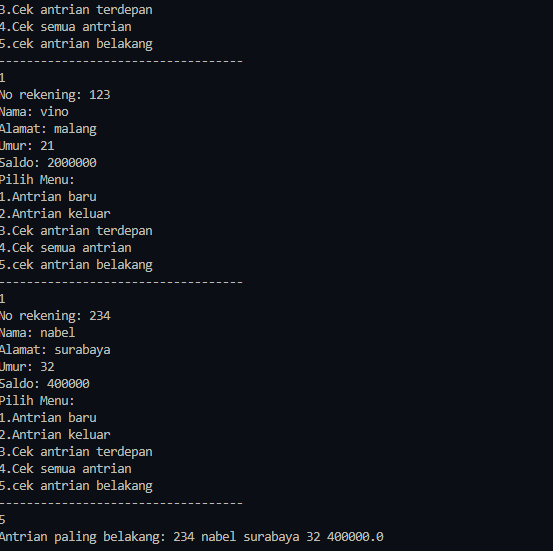 3.Cek antrian terdepan
4.Cek semua antrian
5.cek antrian belakang
-----------------------------------
1
No rekening: 123
Nama: vino
Alamat: malang
Umur: 21
Saldo: 2000000
Pilih Menu:
1.Antrian baru
2.Antrian keluar
3.Cek antrian terdepan
4.Cek semua antrian
5.cek antrian belakang
-----------------------------------
1
No rekening: 234
Nama: nabel
Alamat: surabaya
Umur: 32
Saldo: 400000
Pilih Menu:
1.Antrian baru
2.Antrian keluar
3.Cek antrian terdepan
4.Cek semua antrian
5.cek antrian belakang
-----------------------------------
5
Antrian paling belakang: 234 nabel surabaya 32 400000.0